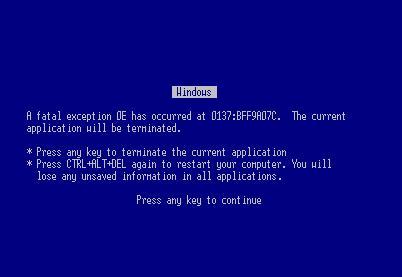 Windows
A fatal exception 0E has occurred at 0137:BFF9A07C. The current
application will be terminated.
* Press any key to terminate the current application
* Press CTRL+ALT+DEL again to restart your computer. You will
lose any unsaved information in all applications.
Press any key to continue